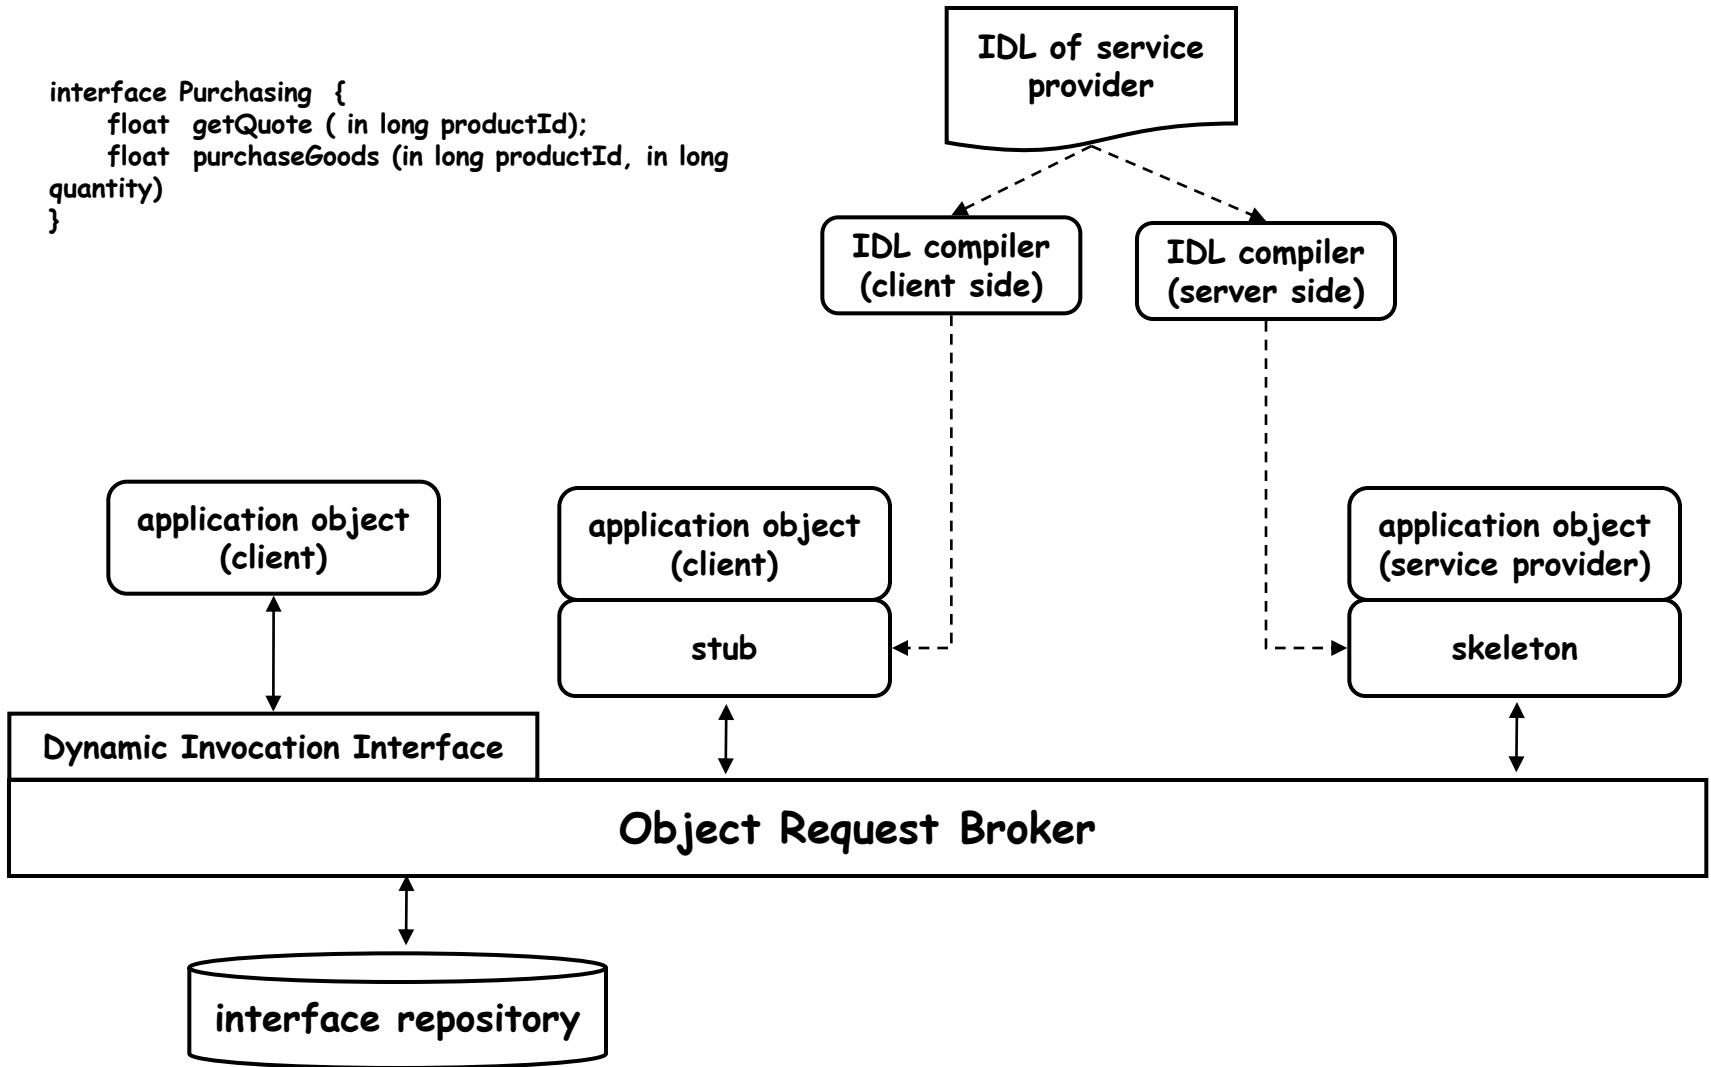 IDL of service
provider
interface Purchasing {
float getQuote ( in long productId);
float purchaseGoods (in long productId, in long
quantity)
}
IDL compiler
(client side)
IDL compiler
(server side)
application object
(client)
application object
(client)
application object
(service provider)
stub
skeleton
Dynamic Invocation Interface
Object Request Broker
interface repository